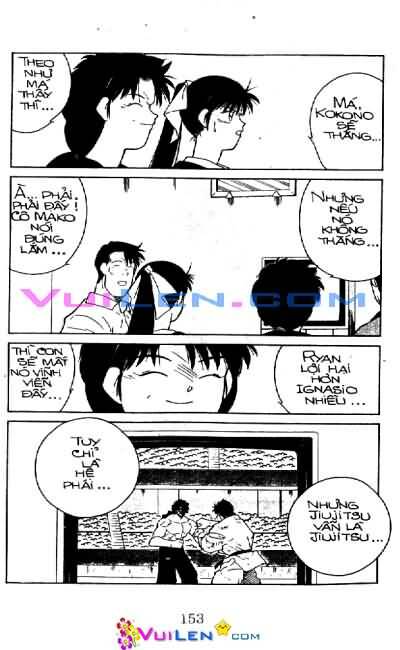 THEO
NHƯ
MÁ
THẤY
THÌ...
MÁ,
KOKONO
SẼ
THẮNG...
À... PHẢI.
PHẢI ĐẤY!
CÔ MAKO
NÓI
ĐÚNG
LẮM...
NHƯNG
NẾU
NÓ
KHÔNG
THẮNG...
VUILEN.COM
THÌ CON
SẼ MẤT
NÓ VĨNH
VIỄN
ĐẤY...
RYAN
LỢI HẠI
HƠN
IGNASIO
NHIỀU...
TUY
CHỈ
LÀ
HỆ
PHÁI...
NHƯNG
JIUJITSU
VẪN LÀ
JIUJITSU...
153
VUILEN.COM